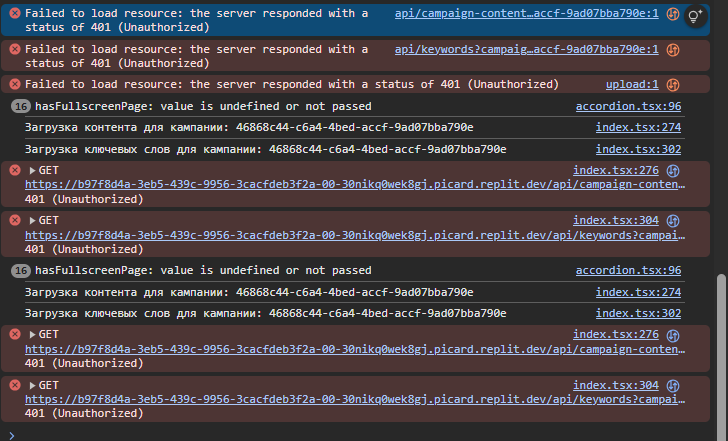 Failed to load resource: the server responded with a api/campaign-content…accf-9ad07bba790e:1
status of 401 (Unauthorized)
Failed to load resource: the server responded with a api/keywords?campaig…accf-9ad07bba790e:1
status of 401 (Unauthorized)
Failed to load resource: the server responded with a status of 401 (Unauthorized) upload:1
16 hasFullscreenPage: value is undefined or not passed accordion.tsx:96
Загрузка контента для кампании: 46868c44-c6a4-4bed-accf-9ad07bba790e index.tsx:274
Загрузка ключевых слов для кампании: 46868c44-c6a4-4bed-accf-9ad07bba790e index.tsx:302
GET index.tsx:276
https://b97f8d4a-3eb5-439c-9956-3cacfdeb3f2a-00-30nikq0wek8gj.picard.replit.dev/api/campaign-conten…
401 (Unauthorized)
GET index.tsx:304
https://b97f8d4a-3eb5-439c-9956-3cacfdeb3f2a-00-30nikq0wek8gj.picard.replit.dev/api/keywords?campai…
401 (Unauthorized)
16 hasFullscreenPage: value is undefined or not passed accordion.tsx:96
Загрузка контента для кампании: 46868c44-c6a4-4bed-accf-9ad07bba790e index.tsx:274
Загрузка ключевых слов для кампании: 46868c44-c6a4-4bed-accf-9ad07bba790e index.tsx:302
GET index.tsx:276
https://b97f8d4a-3eb5-439c-9956-3cacfdeb3f2a-00-30nikq0wek8gj.picard.replit.dev/api/campaign-conten…
401 (Unauthorized)
GET index.tsx:304
https://b97f8d4a-3eb5-439c-9956-3cacfdeb3f2a-00-30nikq0wek8gj.picard.replit.dev/api/keywords?campai…
401 (Unauthorized)